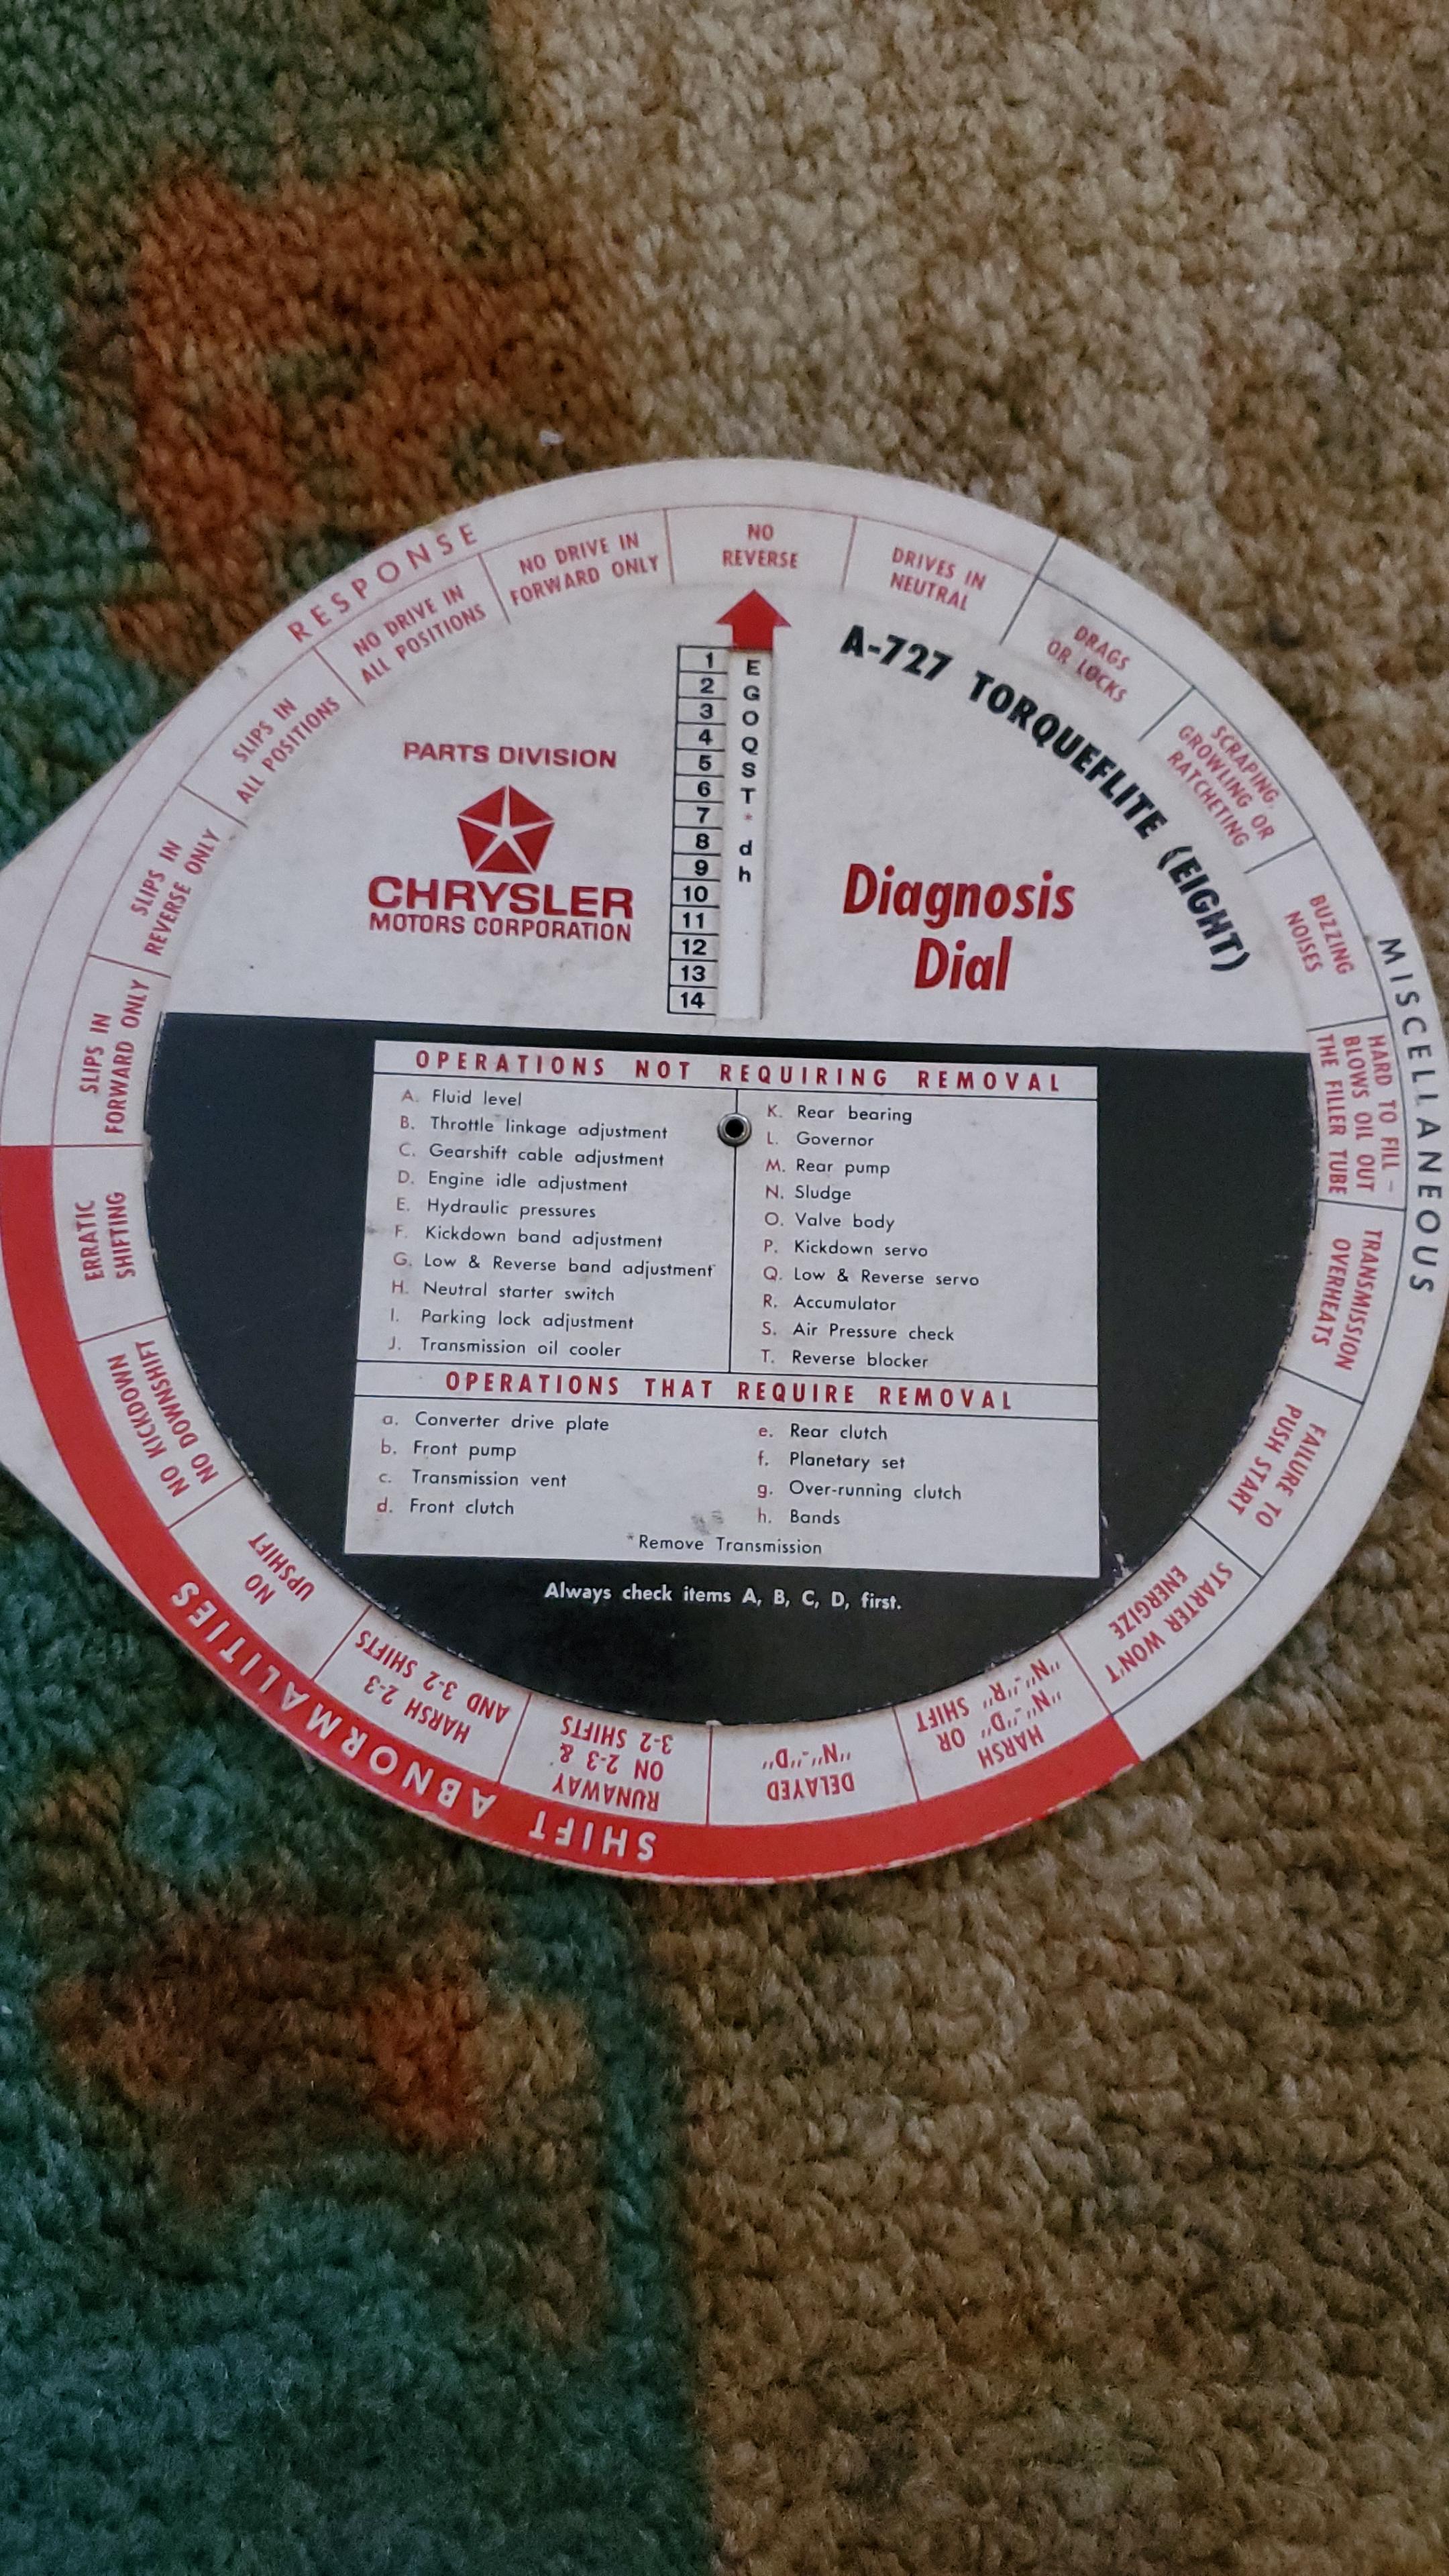 RESPONSE
SLIPS IN
FORWARD ONLY
SLIPS IN
REVERSE ONLY
SLIPS IN
ALL POSITIONS
NO DRIVE IN
ALL POSITIONS
NO DRIVE IN
FORWARD ONLY
NO
REVERSE
DRIVES IN
NEUTRAL
DRAGS
OR LOCKS
SCRAPING,
GROWLING OR
RATCHETING
BUZZING
NOISES
MISCELLANEOUS
HARD TO FILL –
BLOWS OIL OUT
THE FILLER TUBE
TRANSMISSION
OVERHEATS
FAILURE TO
PUSH START
STARTER WON'T
ENERGIZE
HARSH
"N"-"D" OR
"N"-"R" SHIFT
DELAYED
"N"-"D"
RUNAWAY
ON 2-3 &
3-2 SHIFTS
HARSH 2-3
AND 3-2 SHIFTS
NO
UPSHIFT
NO KICKDOWN
NO DOWNSHIFT
ERRATIC
SHIFTING
SHIFT ABNORMALITIES
A-727 TORQUEFLITE (EIGHT)
Diagnosis
Dial
PARTS DIVISION
CHRYSLER
MOTORS CORPORATION
1 E
2 G
3 O
4 Q
5 S
6 T
7 *
8 d
9 h
10
11
12
13
14
OPERATIONS NOT REQUIRING REMOVAL
A. Fluid level
B. Throttle linkage adjustment
C. Gearshift cable adjustment
D. Engine idle adjustment
E. Hydraulic pressures
F. Kickdown band adjustment
G. Low & Reverse band adjustment
H. Neutral starter switch
I. Parking lock adjustment
J. Transmission oil cooler
K. Rear bearing
L. Governor
M. Rear pump
N. Sludge
O. Valve body
P. Kickdown servo
Q. Low & Reverse servo
R. Accumulator
S. Air Pressure check
T. Reverse blocker
OPERATIONS THAT REQUIRE REMOVAL
a. Converter drive plate
b. Front pump
c. Transmission vent
d. Front clutch
e. Rear clutch
f. Planetary set
g. Over-running clutch
h. Bands
*Remove Transmission
Always check items A, B, C, D, first.